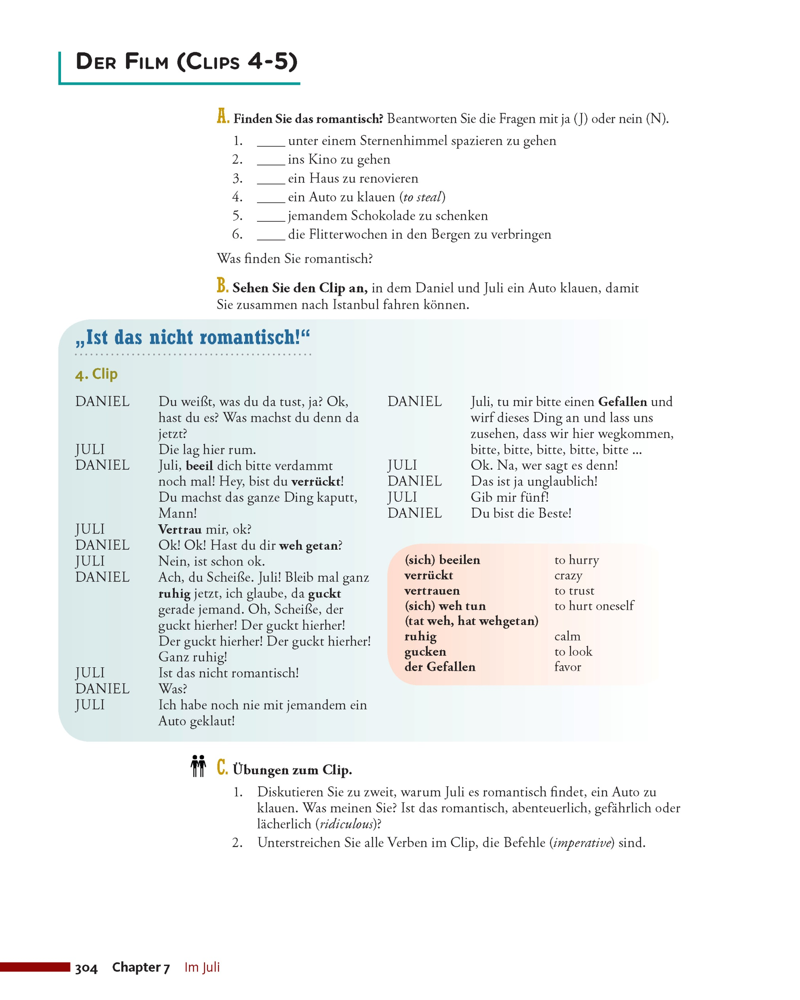 DER FILM (CLIPS 4-5)
A. Finden Sie das romantisch? Beantworten Sie die Fragen mit ja (J) oder nein (N).
1. ____ unter einem Sternenhimmel spazieren zu gehen
2. ____ ins Kino zu gehen
3. ____ ein Haus zu renovieren
4. ____ ein Auto zu klauen (to steal)
5. ____ jemandem Schokolade zu schenken
6. ____ die Flitterwochen in den Bergen zu verbringen
Was finden Sie romantisch?
B. Sehen Sie den Clip an, in dem Daniel und Juli ein Auto klauen, damit
Sie zusammen nach Istanbul fahren können.
„Ist das nicht romantisch!“
4. Clip
DANIEL Du weißt, was du da tust, ja? Ok,
hast du es? Was machst du denn da
jetzt?
JULI Die lag hier rum.
DANIEL Juli, beeil dich bitte verdammt
noch mal! Hey, bist du verrückt!
Du machst das ganze Ding kaputt,
Mann!
JULI Vertrau mir, ok?
DANIEL Ok! Ok! Hast du dir weh getan?
JULI Nein, ist schon ok.
DANIEL Ach, du Scheiße. Juli! Bleib mal ganz
ruhig jetzt, ich glaube, da guckt
gerade jemand. Oh, Scheiße, der
guckt hierher! Der guckt hierher!
Der guckt hierher! Der guckt hierher!
Ganz ruhig!
JULI Ist das nicht romantisch!
DANIEL Was?
JULI Ich habe noch nie mit jemandem ein
Auto geklaut!
DANIEL Juli, tu mir bitte einen Gefallen und
wirf dieses Ding an und lass uns
zusehen, dass wir hier wegkommen,
bitte, bitte, bitte, bitte, bitte ...
JULI Ok. Na, wer sagt es denn!
DANIEL Das ist ja unglaublich!
JULI Gib mir fünf!
DANIEL Du bist die Beste!
(sich) beeilen to hurry
verrückt crazy
vertrauen to trust
(sich) weh tun to hurt oneself
(tat weh, hat wehgetan)
ruhig calm
gucken to look
der Gefallen favor
C. Übungen zum Clip.
1. Diskutieren Sie zu zweit, warum Juli es romantisch findet, ein Auto zu
klauen. Was meinen Sie? Ist das romantisch, abenteuerlich, gefährlich oder
lächerlich (ridiculous)?
2. Unterstreichen Sie alle Verben im Clip, die Befehle (imperative) sind.
304 Chapter 7 Im Juli